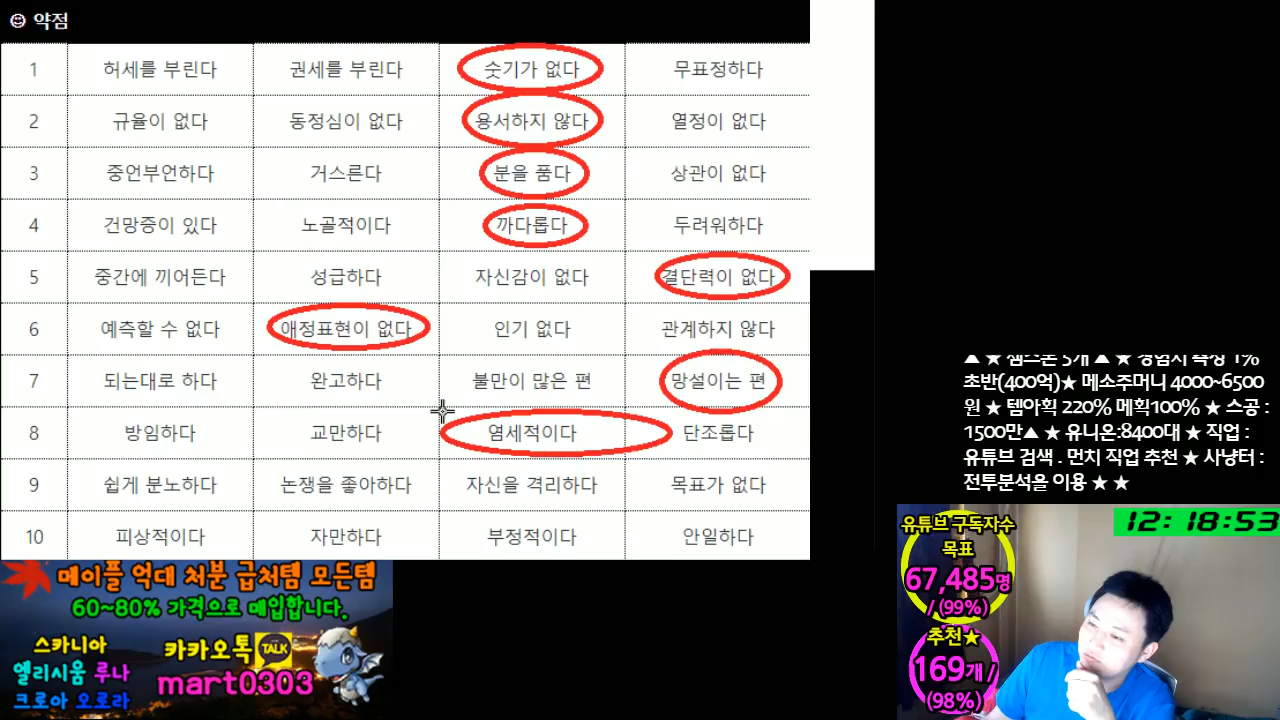 ☺ 약점
1 허세를 부린다 권세를 부린다 숫기가 없다 무표정하다
2 규율이 없다 동정심이 없다 용서하지 않다 열정이 없다
3 중언부언하다 거스른다 분을 품다 상관이 없다
4 건망증이 있다 노골적이다 까다롭다 두려워하다
5 중간에 끼어든다 성급하다 자신감이 없다 결단력이 없다
6 예측할 수 없다 애정표현이 없다 인기 없다 관계하지 않다
7 되는대로 하다 완고하다 불만이 많은 편 망설이는 편
8 방임하다 교만하다 염세적이다 단조롭다
9 쉽게 분노하다 논쟁을 좋아하다 자신을 격리하다 목표가 없다
10 피상적이다 자만하다 부정적이다 안일하다
▲ ★ 젬스톤 5개 ▲ ★ 경험치 측정 1%
초반(400억)★ 메소주머니 4000~6500
원 ★ 템아획 220% 메획100% ★ 스공 :
1500만▲ ★ 유니온:8400대 ★ 직업 :
유튜브 검색 . 먼치 직업 추천 ★ 사냥터 :
전투분석을 이용 ★ ★
유튜브 구독자수
목표
67,485명
/ (99%)
추천★
169개 /
(98%)
12: 18:53
메이플 억대 처분 급처템 모든템
60~80% 가격으로 매입합니다.
스카니아
엘리시움 루나
크로아 오로라
카카오톡 TALK
mart0303